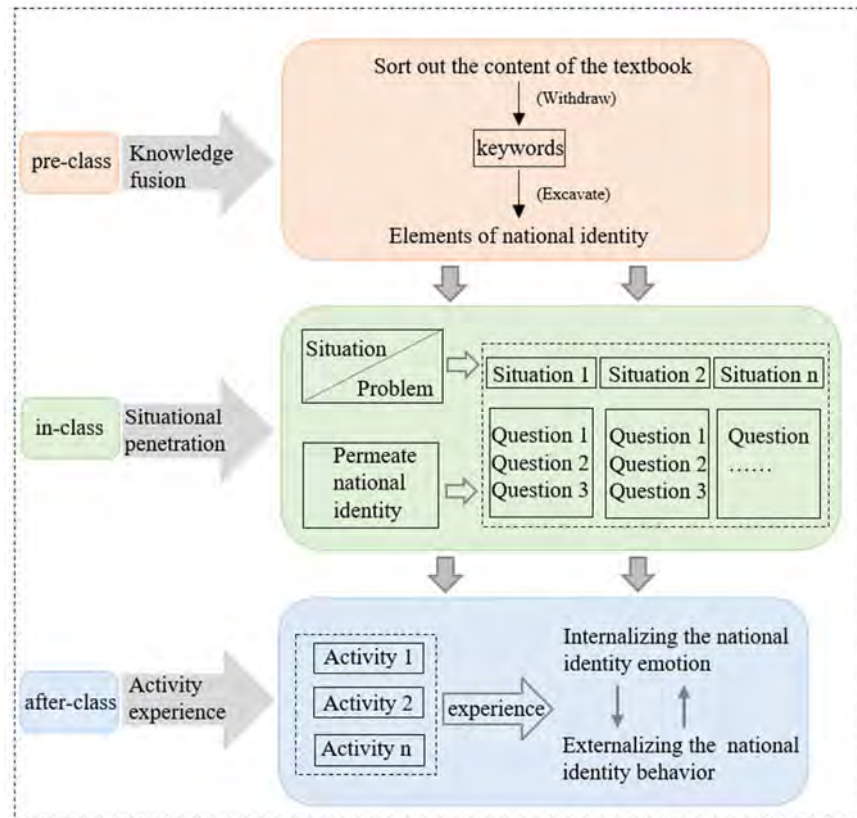 Sort out the content of the textbook
(Withdraw)
keywords
(Excavate)
Elements of national identity
pre-class
Knowledge
fusion
Situation
Problem
Situation 1
Situation 2
Situation n
in-class
Situational
penetration
Permeate
national
identity
Question 1
Question 2
Question 3
Question 1
Question 2
Question 3
Question
……
after-class
Activity
experience
Activity 1
Activity 2
Activity n
experience
Internalizing the national
identity emotion
Externalizing the national
identity behavior